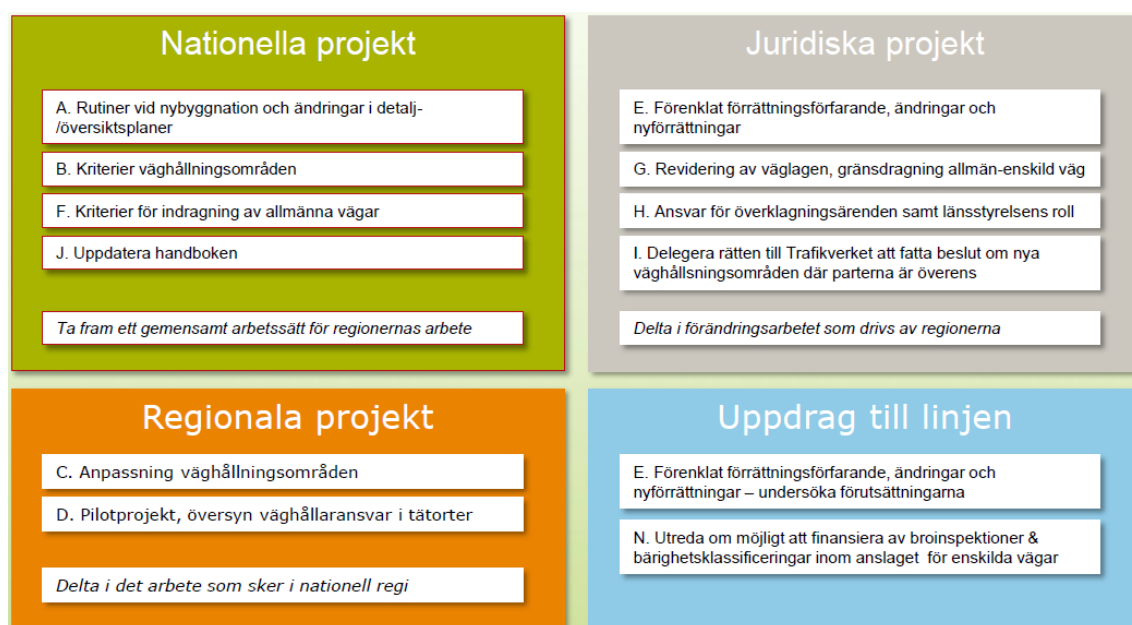 Nationella projekt
A. Rutiner vid nybyggnation och ändringar i detalj-
/översiktsplaner
B. Kriterier väghållningsområden
F. Kriterier för indragning av allmänna vägar
J. Uppdatera handboken
Ta fram ett gemensamt arbetssätt för regionernas arbete
Juridiska projekt
E. Förenklat förrättningsförfarande, ändringar och
nyförrättningar
G. Revidering av väglagen, gränsdragning allmän-enskild väg
H. Ansvar för överklagningsärenden samt länsstyrelsens roll
I. Delegera rätten till Trafikverket att fatta beslut om nya
väghållsningsområden där parterna är överens
Delta i förändringsarbetet som drivs av regionerna
Regionala projekt
C. Anpassning väghållningsområden
D. Pilotprojekt, översyn väghållaransvar i tätorter
Delta i det arbete som sker i nationell regi
Uppdrag till linjen
E. Förenklat förrättningsförfarande, ändringar och
nyförrättningar – undersöka förutsättningarna
N. Utreda om möjligt att finansiera av broinspektioner &
bärighetsklassificeringar inom anslaget för enskilda vägar